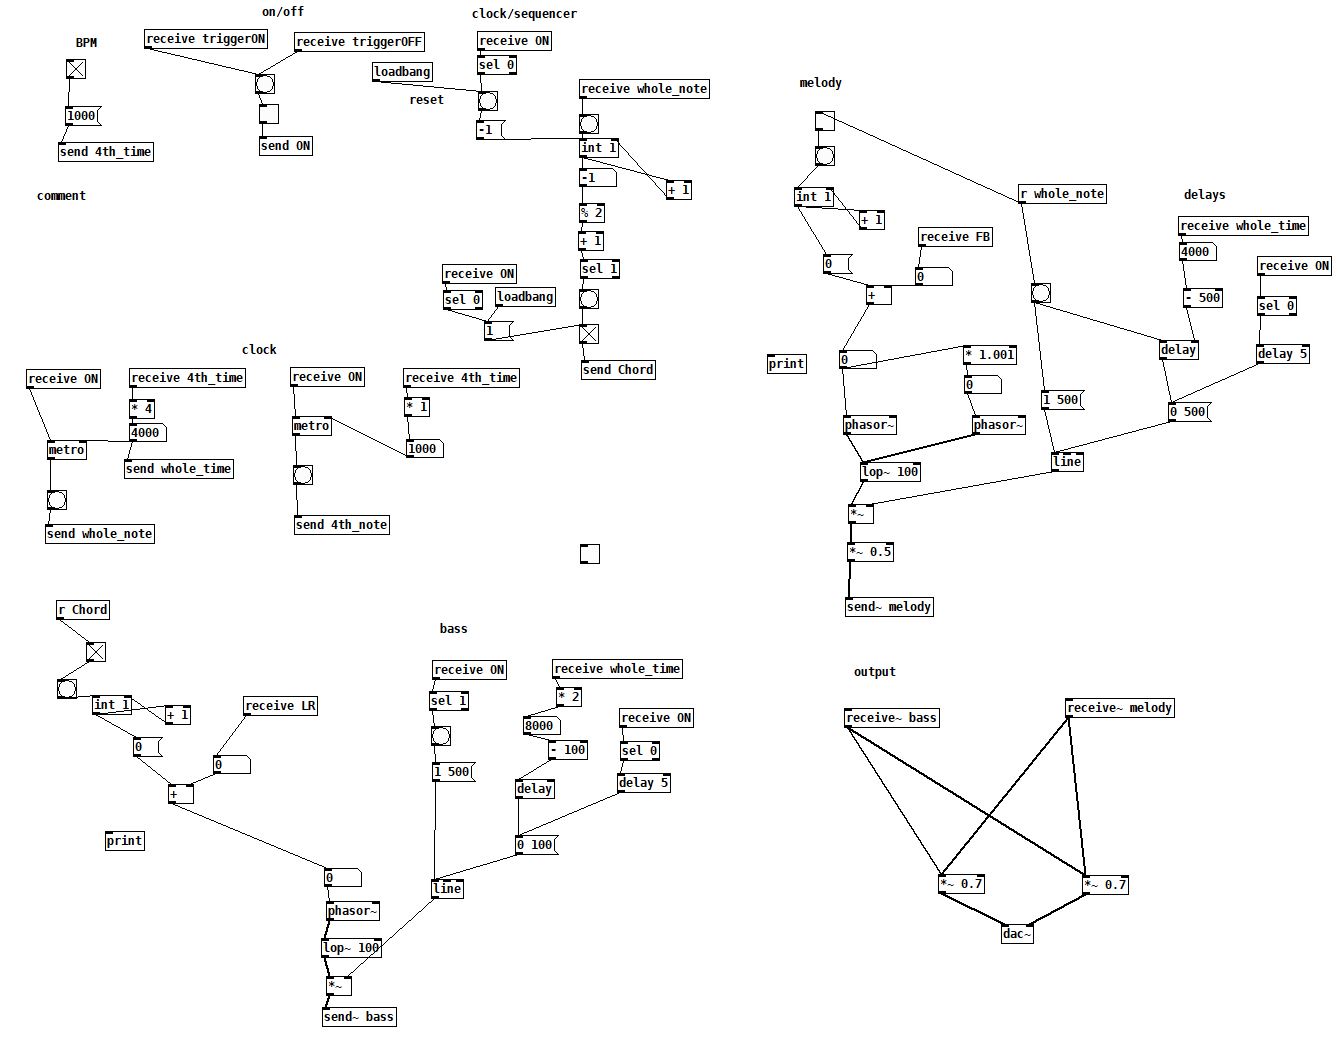 BPM
1000
send 4th_time
comment
on/off
receive triggerON
receive triggerOFF
send ON
clock/sequencer
receive ON
sel 0
loadbang
reset
-1
receive whole_note
int 1
-1
+ 1
% 2
+ 1
sel 1
receive ON
sel 0
loadbang
1
send Chord
clock
receive ON
receive 4th_time
* 4
4000
metro
send whole_time
send whole_note
receive ON
receive 4th_time
* 1
metro
1000
send 4th_note
melody
int 1
+ 1
0
receive FB
0
+
0
* 1.001
0
print
phasor~
phasor~
lop~ 100
*~
*~ 0.5
send~ melody
r whole_note
1 500
line
delays
receive whole_time
4000
- 500
delay
receive ON
sel 0
delay 5
0 500
r Chord
int 1
+ 1
0
receive LR
0
+
print
0
phasor~
lop~ 100
*~
send~ bass
bass
receive ON
sel 1
1 500
line
receive whole_time
* 2
8000
- 100
delay
receive ON
sel 0
delay 5
0 100
output
receive~ bass
receive~ melody
*~ 0.7
*~ 0.7
dac~